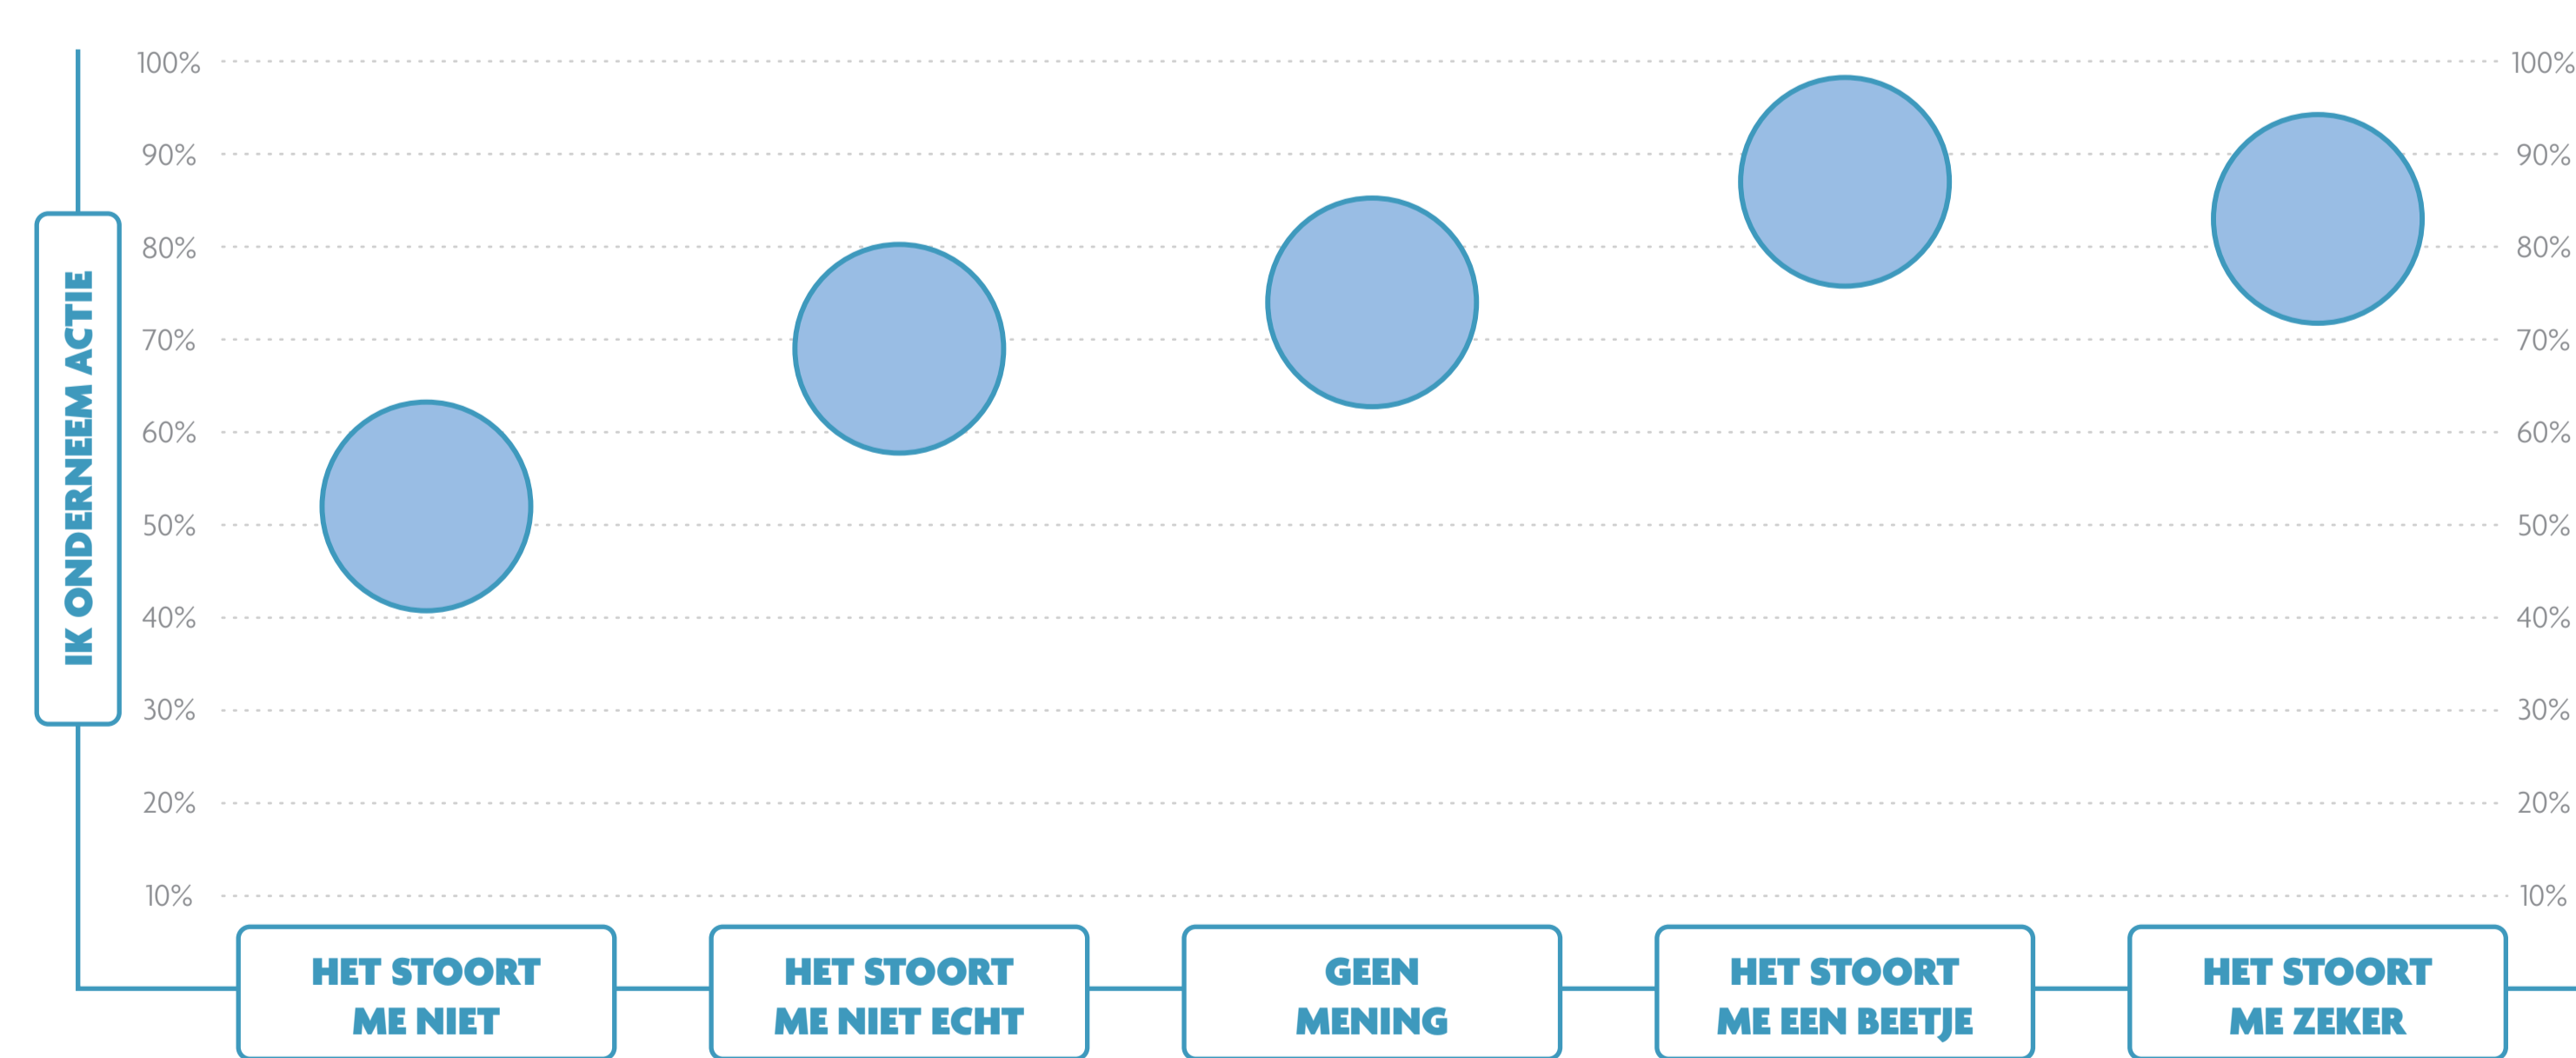 100% 100%
90% 90%
80% 80%
70% 70%
60% 60%
50% 50%
40% 40%
30% 30%
20% 20%
10% 10%
IK ONDERNEEM ACTIE
HET STOORT
ME NIET
HET STOORT
ME NIET ECHT
GEEN
MENING
HET STOORT
ME EEN BEETJE
HET STOORT
ME ZEKER